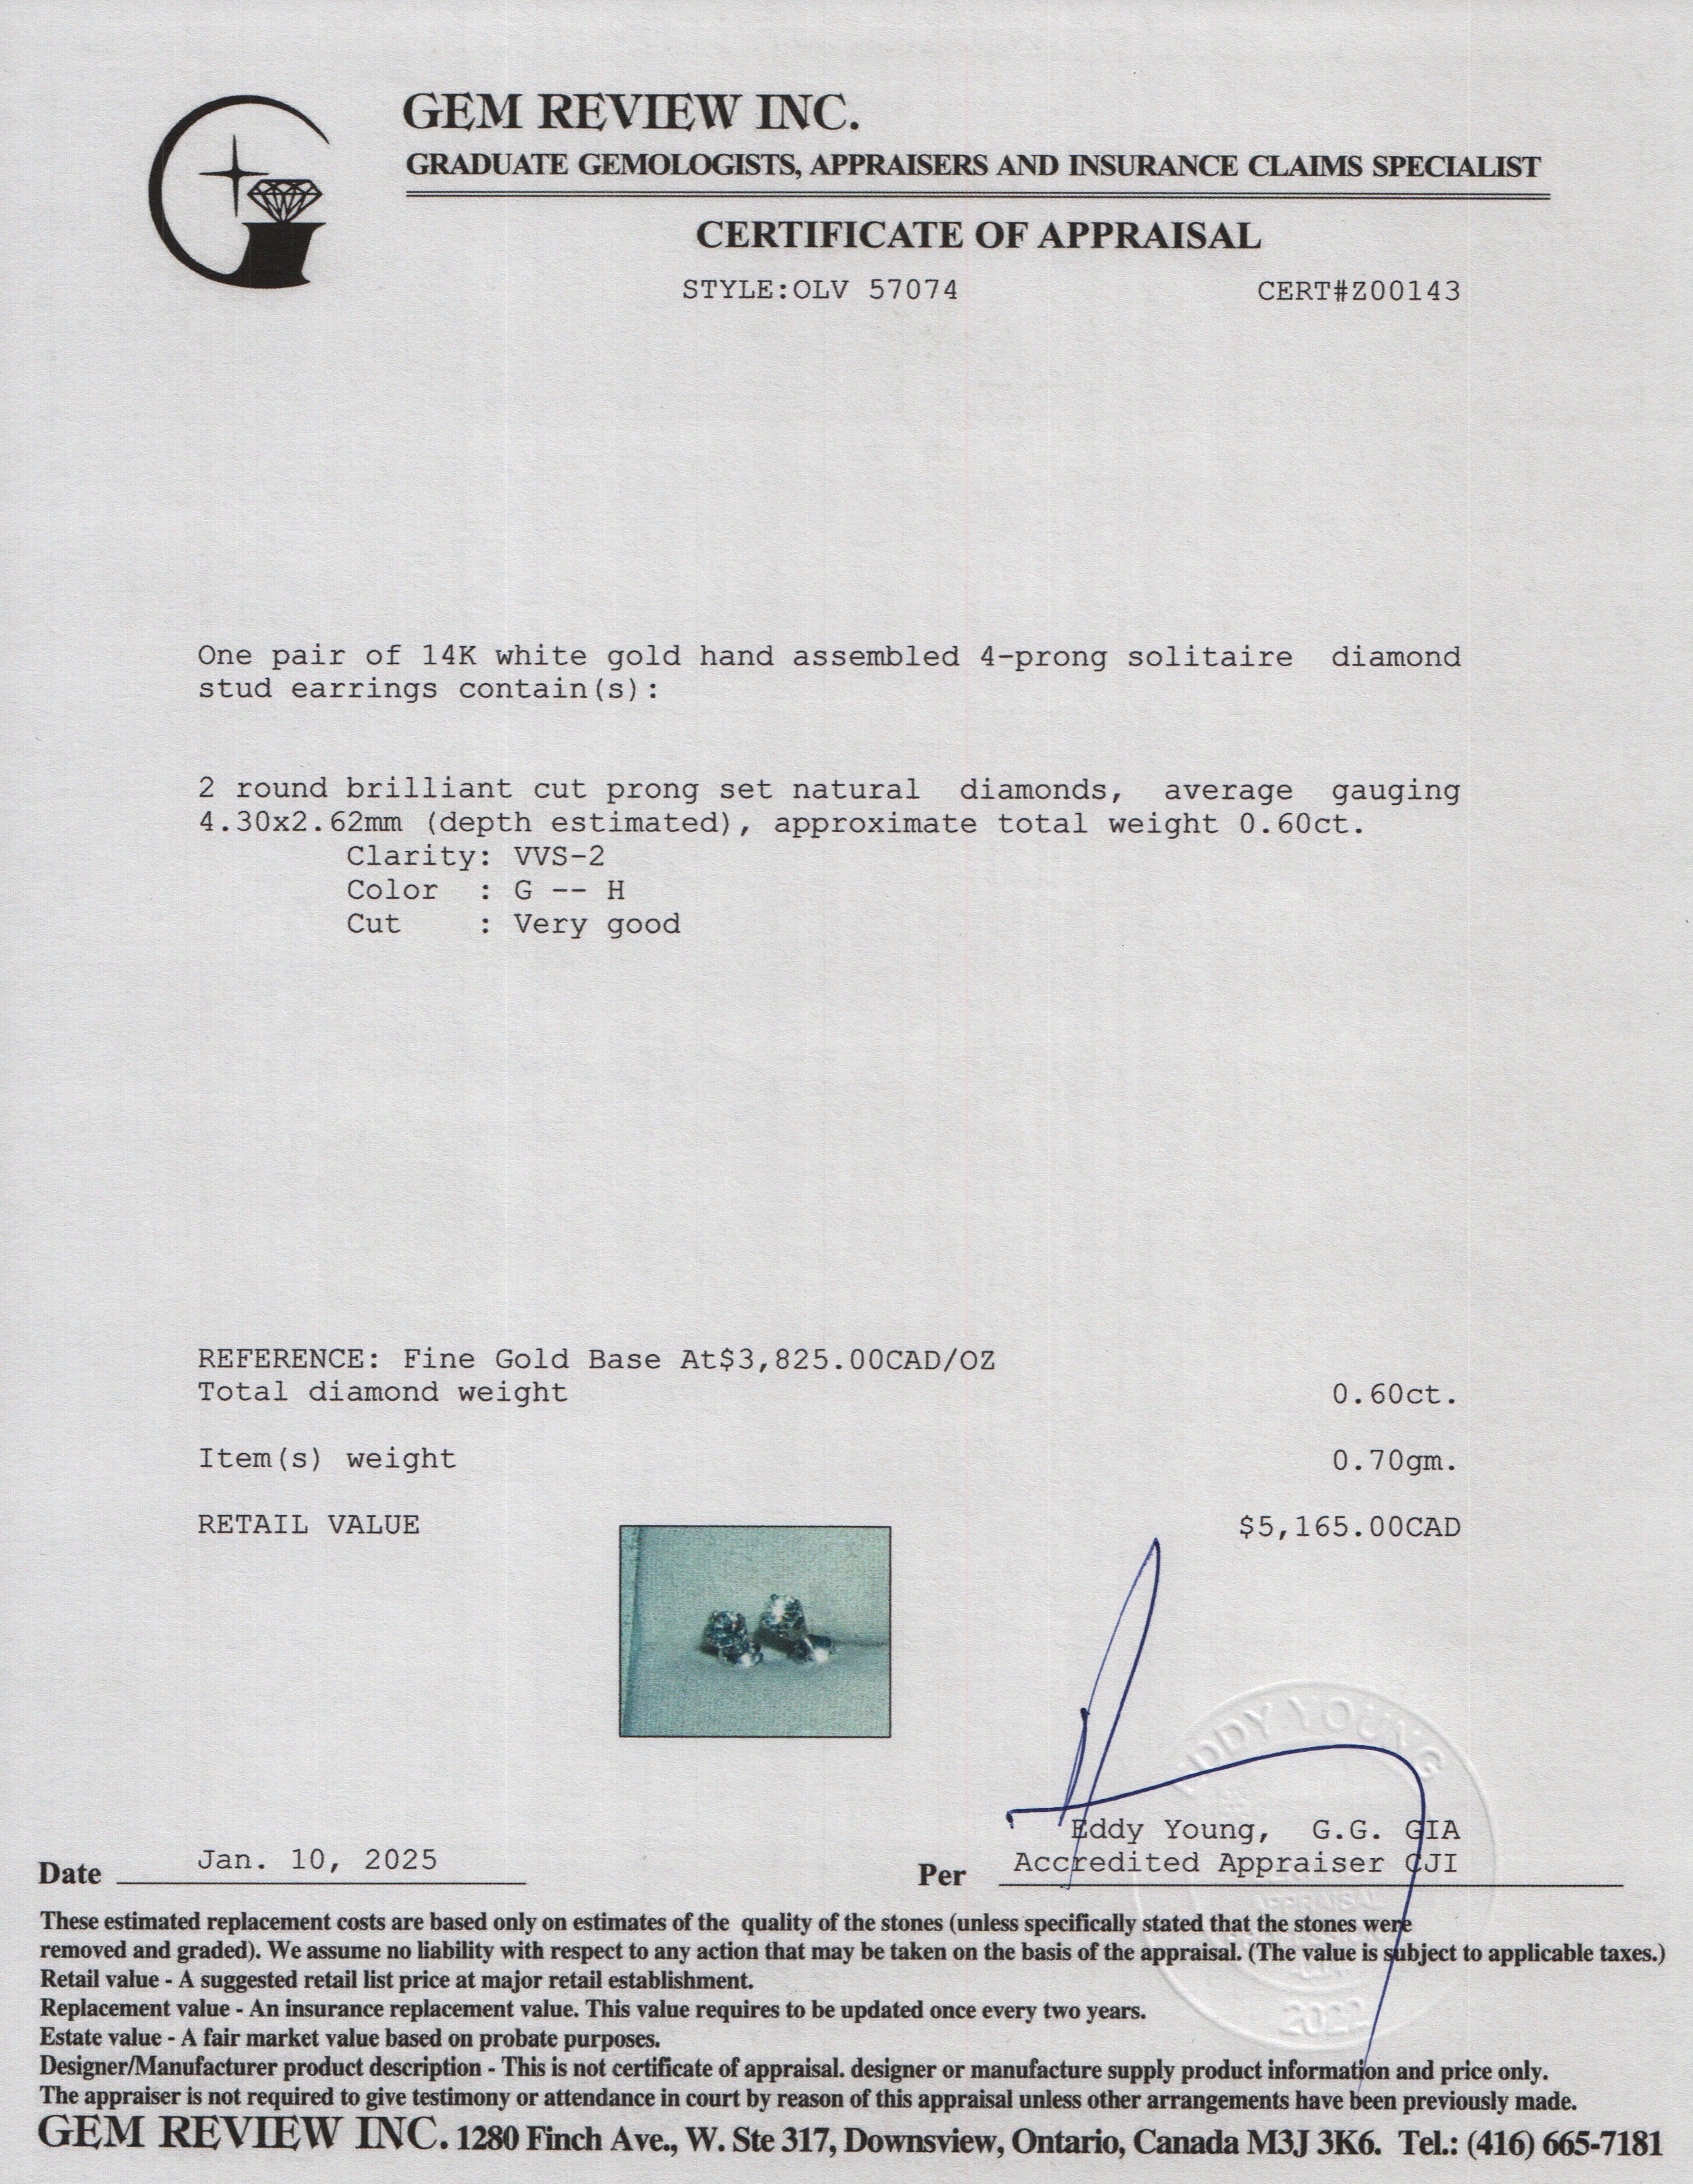 GEM REVIEW INC.
GRADUATE GEMOLOGISTS, APPRAISERS AND INSURANCE CLAIMS SPECIALIST
CERTIFICATE OF APPRAISAL
STYLE:OLV 57074 CERT#Z00143
One pair of 14K white gold hand assembled 4-prong solitaire diamond
stud earrings contain(s):
2 round brilliant cut prong set natural diamonds, average gauging
4.30x2.62mm (depth estimated), approximate total weight 0.60ct.
Clarity: VVS-2
Color : G -- H
Cut : Very good
REFERENCE: Fine Gold Base At$3,825.00CAD/OZ
Total diamond weight 0.60ct.
Item(s) weight 0.70gm.
RETAIL VALUE $5,165.00CAD
EDDY YOUNG
Eddy Young, G.G. GIA
Date Jan. 10, 2025 Per Accredited Appraiser CJI
APPRAISAL
2022
These estimated replacement costs are based only on estimates of the quality of the stones (unless specifically stated that the stones were
removed and graded). We assume no liability with respect to any action that may be taken on the basis of the appraisal. (The value is subject to applicable taxes.)
Retail value - A suggested retail list price at major retail establishment.
Replacement value - An insurance replacement value. This value requires to be updated once every two years.
Estate value - A fair market value based on probate purposes.
Designer/Manufacturer product description - This is not certificate of appraisal. designer or manufacture supply product information and price only.
The appraiser is not required to give testimony or attendance in court by reason of this appraisal unless other arrangements have been previously made.
GEM REVIEW INC. 1280 Finch Ave., W. Ste 317, Downsview, Ontario, Canada M3J 3K6. Tel.: (416) 665-7181